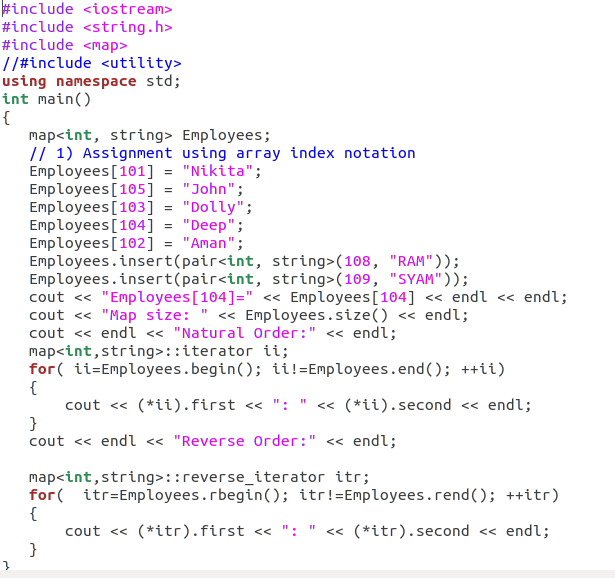 #include <iostream>
#include <string.h>
#include <map>
//#include <utility>
using namespace std;
int main()
{
   map<int, string> Employees;
   // 1) Assignment using array index notation
   Employees[101] = "Nikita";
   Employees[105] = "John";
   Employees[103] = "Dolly";
   Employees[104] = "Deep";
   Employees[102] = "Aman";
   Employees.insert(pair<int, string>(108, "RAM"));
   Employees.insert(pair<int, string>(109, "SYAM"));
   cout << "Employees[104]=" << Employees[104] << endl << endl;
   cout << "Map size: " << Employees.size() << endl;
   cout << endl << "Natural Order:" << endl;
   map<int,string>::iterator ii;
   for( ii=Employees.begin(); ii!=Employees.end(); ++ii)
   {
       cout << (*ii).first << ": " << (*ii).second << endl;
   }
   cout << endl << "Reverse Order:" << endl;

   map<int,string>::reverse_iterator itr;
   for(  itr=Employees.rbegin(); itr!=Employees.rend(); ++itr)
   {
       cout << (*itr).first << ": " << (*itr).second << endl;
   }
}